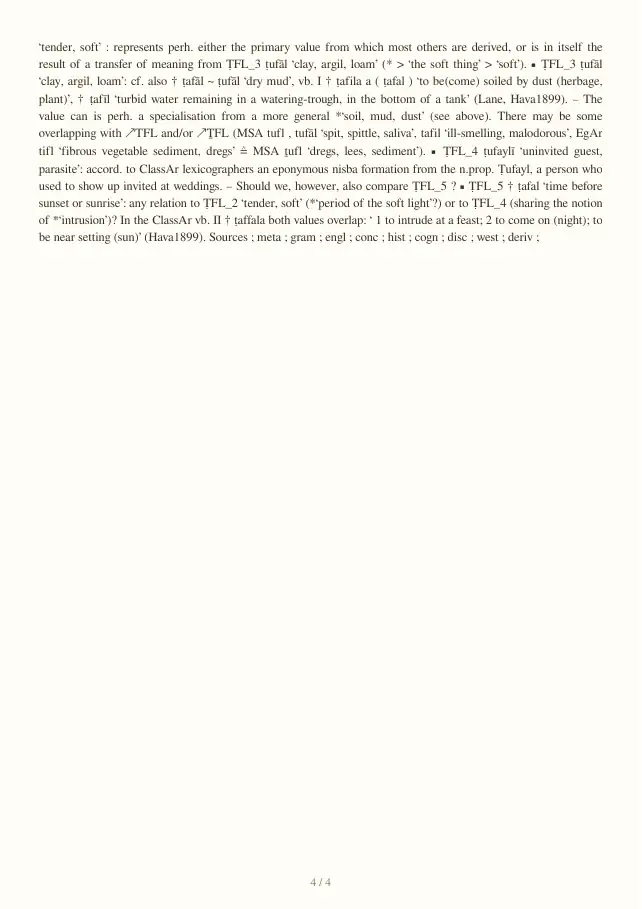 ‘tender, soft’ : represents perh. either the primary value from which most others are derived, or is in itself the
result of a transfer of meaning from ṬFL_3 ṭufāl ‘clay, argil, loam’ (* > ‘the soft thing’ > ‘soft’). ▪ ṬFL_3 ṭufāl
‘clay, argil, loam’: cf. also † ṭafāl ~ ṭufāl ‘dry mud’, vb. I † ṭafila a ( ṭafal ) ‘to be(come) soiled by dust (herbage,
plant)’, † ṭafīl ‘turbid water remaining in a watering-trough, in the bottom of a tank’ (Lane, Hava1899). – The
value can is perh. a specialisation from a more general *‘soil, mud, dust’ (see above). There may be some
overlapping with ↗TFL and/or ↗ṮFL (MSA tufl , tufāl ‘spit, spittle, saliva’, tafil ‘ill-smelling, malodorous’, EgAr
tifl ‘fibrous vegetable sediment, dregs’ ≙ MSA ṯufl ‘dregs, lees, sediment’). ▪ ṬFL_4 ṭufaylī ‘uninvited guest,
parasite’: accord. to ClassAr lexicographers an eponymous nisba formation from the n.prop. Tufayl, a person who
used to show up invited at weddings. – Should we, however, also compare ṬFL_5 ? ▪ ṬFL_5 † ṭafal ‘time before
sunset or sunrise’: any relation to ṬFL_2 ‘tender, soft’ (*‘period of the soft light’?) or to ṬFL_4 (sharing the notion
of *‘intrusion’)? In the ClassAr vb. II † ṭaffala both values overlap: ‘ 1 to intrude at a feast; 2 to come on (night); to
be near setting (sun)’ (Hava1899). Sources ; meta ; gram ; engl ; conc ; hist ; cogn ; disc ; west ; deriv ;
4 / 4